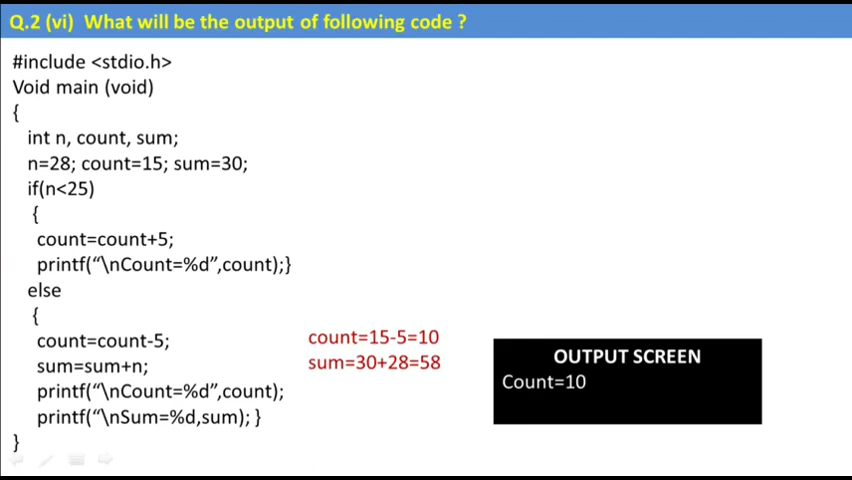 Q.2 (vi)  What will be the output of following code ?
#include <stdio.h>
Void main (void)
{
int n, count, sum;
n=28; count=15; sum=30;
if(n<25)
{
count=count+5;
printf(“\nCount=%d”,count);}
else
{
count=count-5;
sum=sum+n;
printf(“\nCount=%d”,count);
printf(“\nSum=%d,sum); }
}
count=15-5=10
sum=30+28=58
OUTPUT SCREEN
Count=10